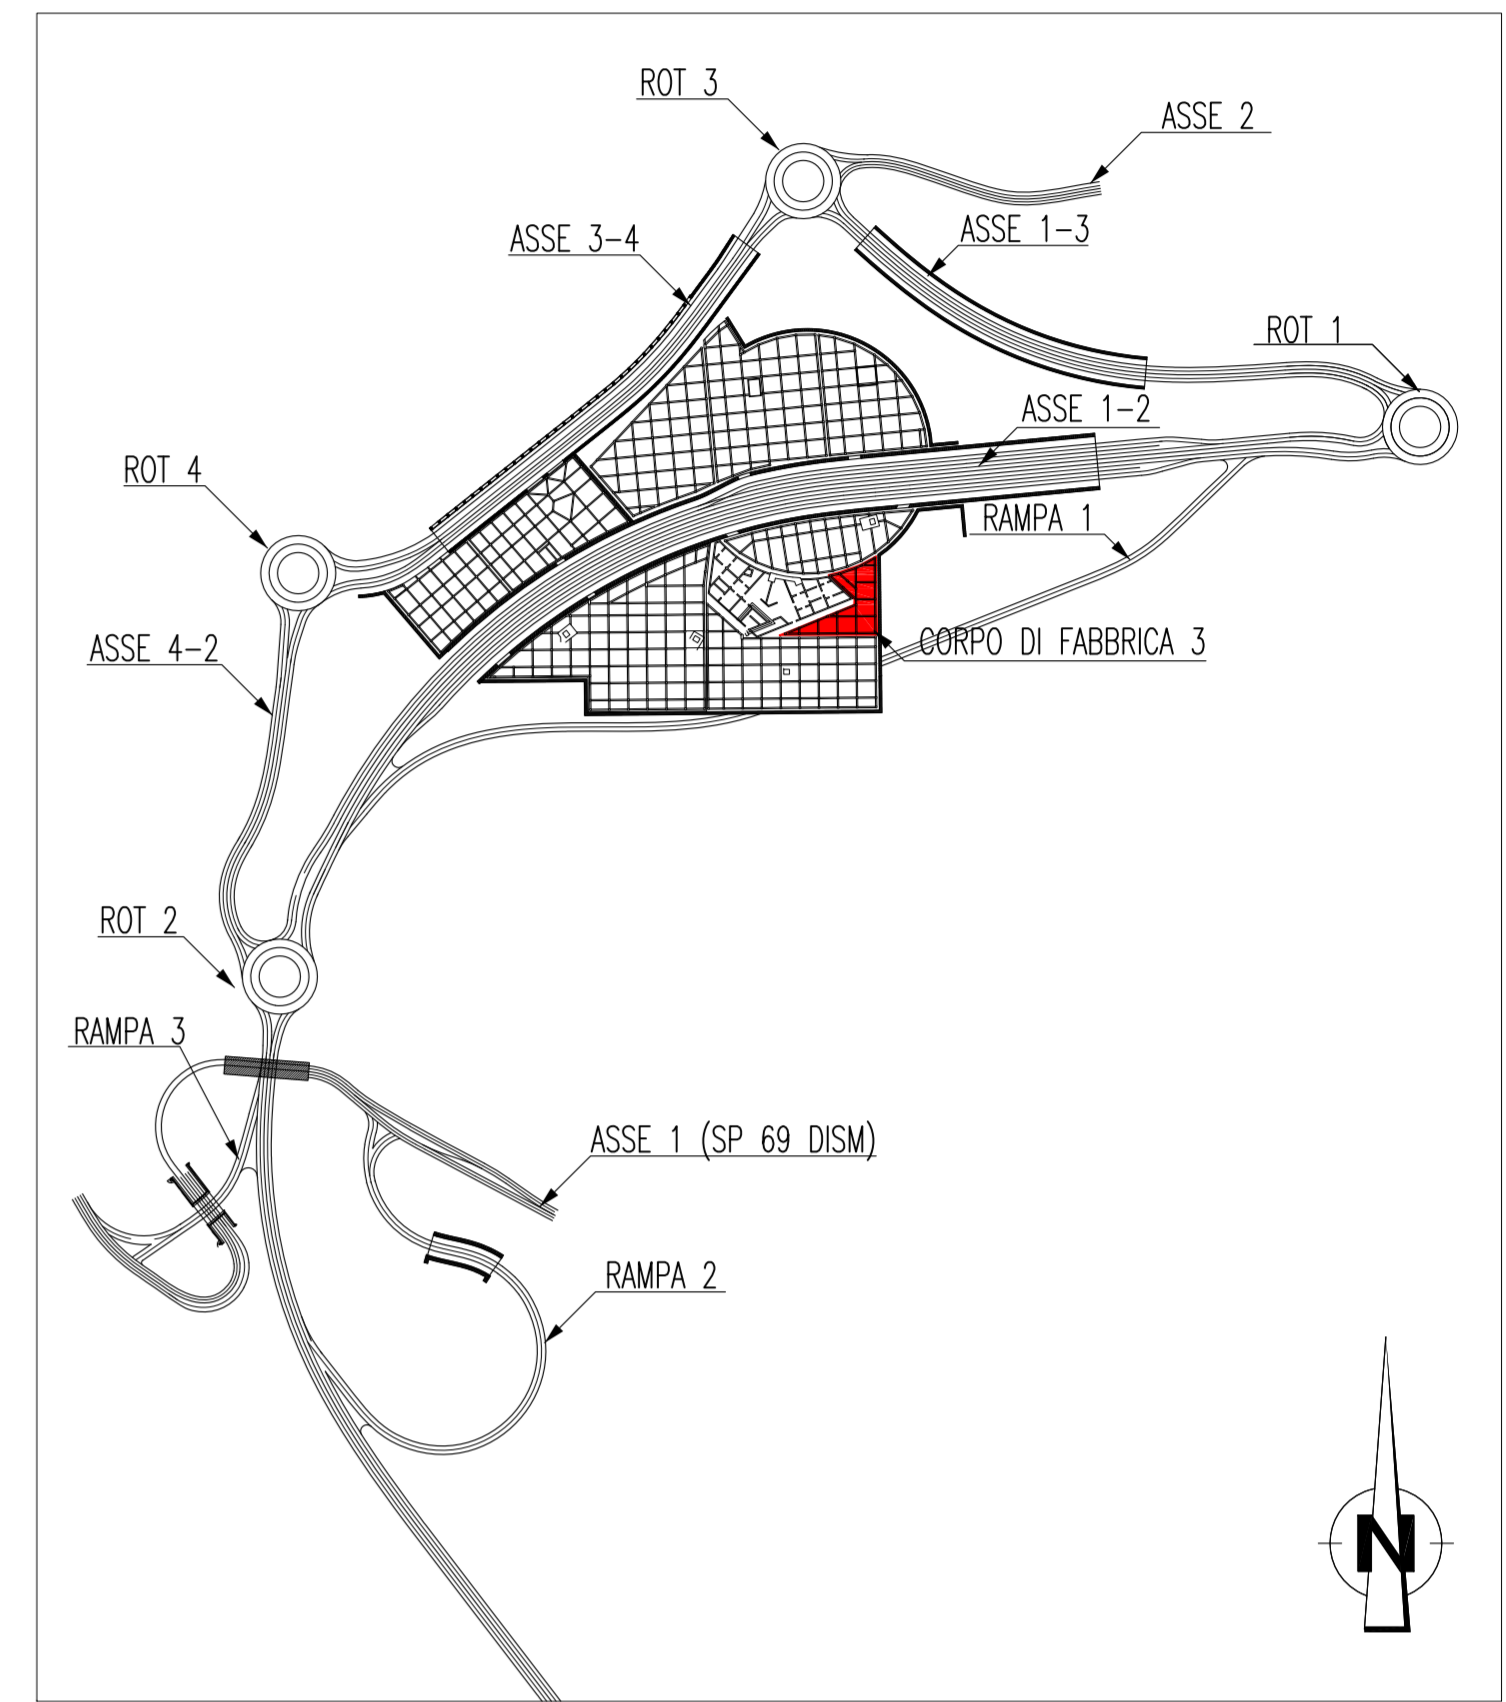 ROT 3
ASSE 2
ASSE 3-4
ASSE 1-3
ROT 1
ASSE 1-2
ROT 4
RAMPA 1
ASSE 4-2
CORPO DI FABBRICA 3
ROT 2
RAMPA 3
ASSE 1 (SP 69 DISM)
RAMPA 2
N